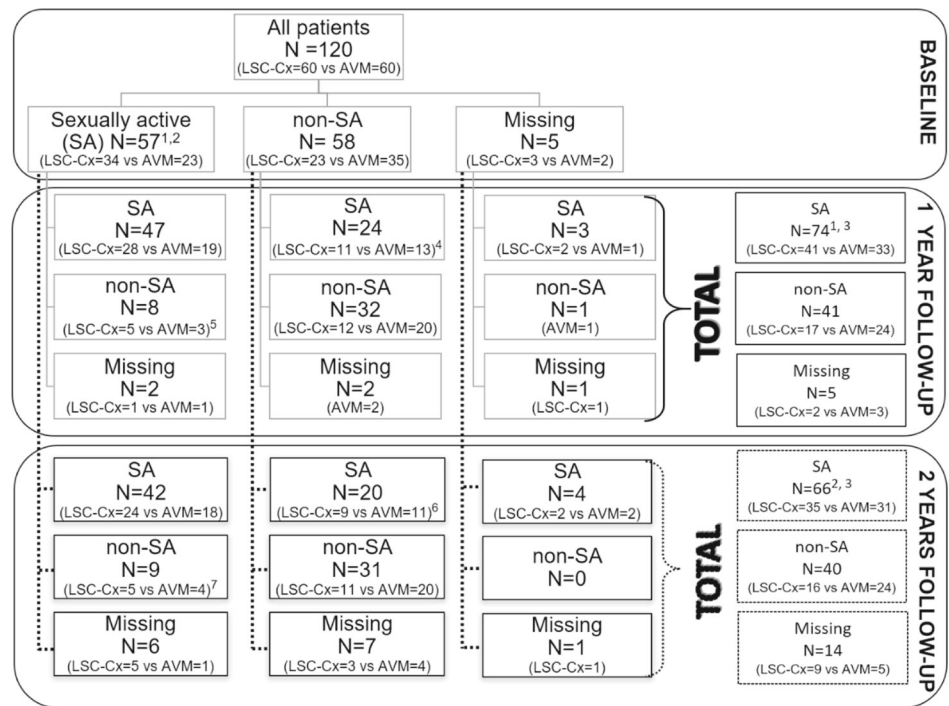 All patients
N =120
(LSC-Cx=60 vs AVM=60)
BASELINE
Sexually active
(SA) N=57¹,²
(LSC-Cx=34 vs AVM=23)
non-SA
N= 58
(LSC-Cx=23 vs AVM=35)
Missing
N=5
(LSC-Cx=3 vs AVM=2)
SA
N=47
(LSC-Cx=28 vs AVM=19)
SA
N=24
(LSC-Cx=11 vs AVM=13)⁴
SA
N=3
(LSC-Cx=2 vs AVM=1)
SA
N=74¹, ³
(LSC-Cx=41 vs AVM=33)
non-SA
N=8
(LSC-Cx=5 vs AVM=3)⁵
non-SA
N=32
(LSC-Cx=12 vs AVM=20)
non-SA
N=1
(AVM=1)
non-SA
N=41
(LSC-Cx=17 vs AVM=24)
Missing
N=2
(LSC-Cx=1 vs AVM=1)
Missing
N=2
(AVM=2)
Missing
N=1
(LSC-Cx=1)
Missing
N=5
(LSC-Cx=2 vs AVM=3)
TOTAL
1 YEAR FOLLOW-UP
SA
N=42
(LSC-Cx=24 vs AVM=18)
SA
N=20
(LSC-Cx=9 vs AVM=11)⁶
SA
N=4
(LSC-Cx=2 vs AVM=2)
SA
N=66², ³
(LSC-Cx=35 vs AVM=31)
non-SA
N=9
(LSC-Cx=5 vs AVM=4)⁷
non-SA
N=31
(LSC-Cx=11 vs AVM=20)
non-SA
N=0
non-SA
N=40
(LSC-Cx=16 vs AVM=24)
Missing
N=6
(LSC-Cx=5 vs AVM=1)
Missing
N=7
(LSC-Cx=3 vs AVM=4)
Missing
N=1
(LSC-Cx=1)
Missing
N=14
(LSC-Cx=9 vs AVM=5)
TOTAL
2 YEARS FOLLOW-UP